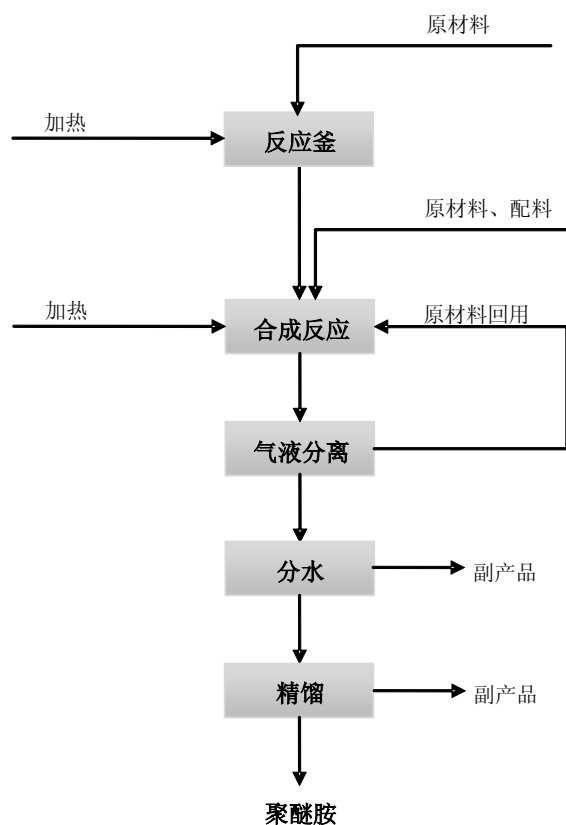 原材料
加热
反应釜
原材料、配料
加热
合成反应
原材料回用
气液分离
分水
副产品
精馏
副产品
聚醚胺